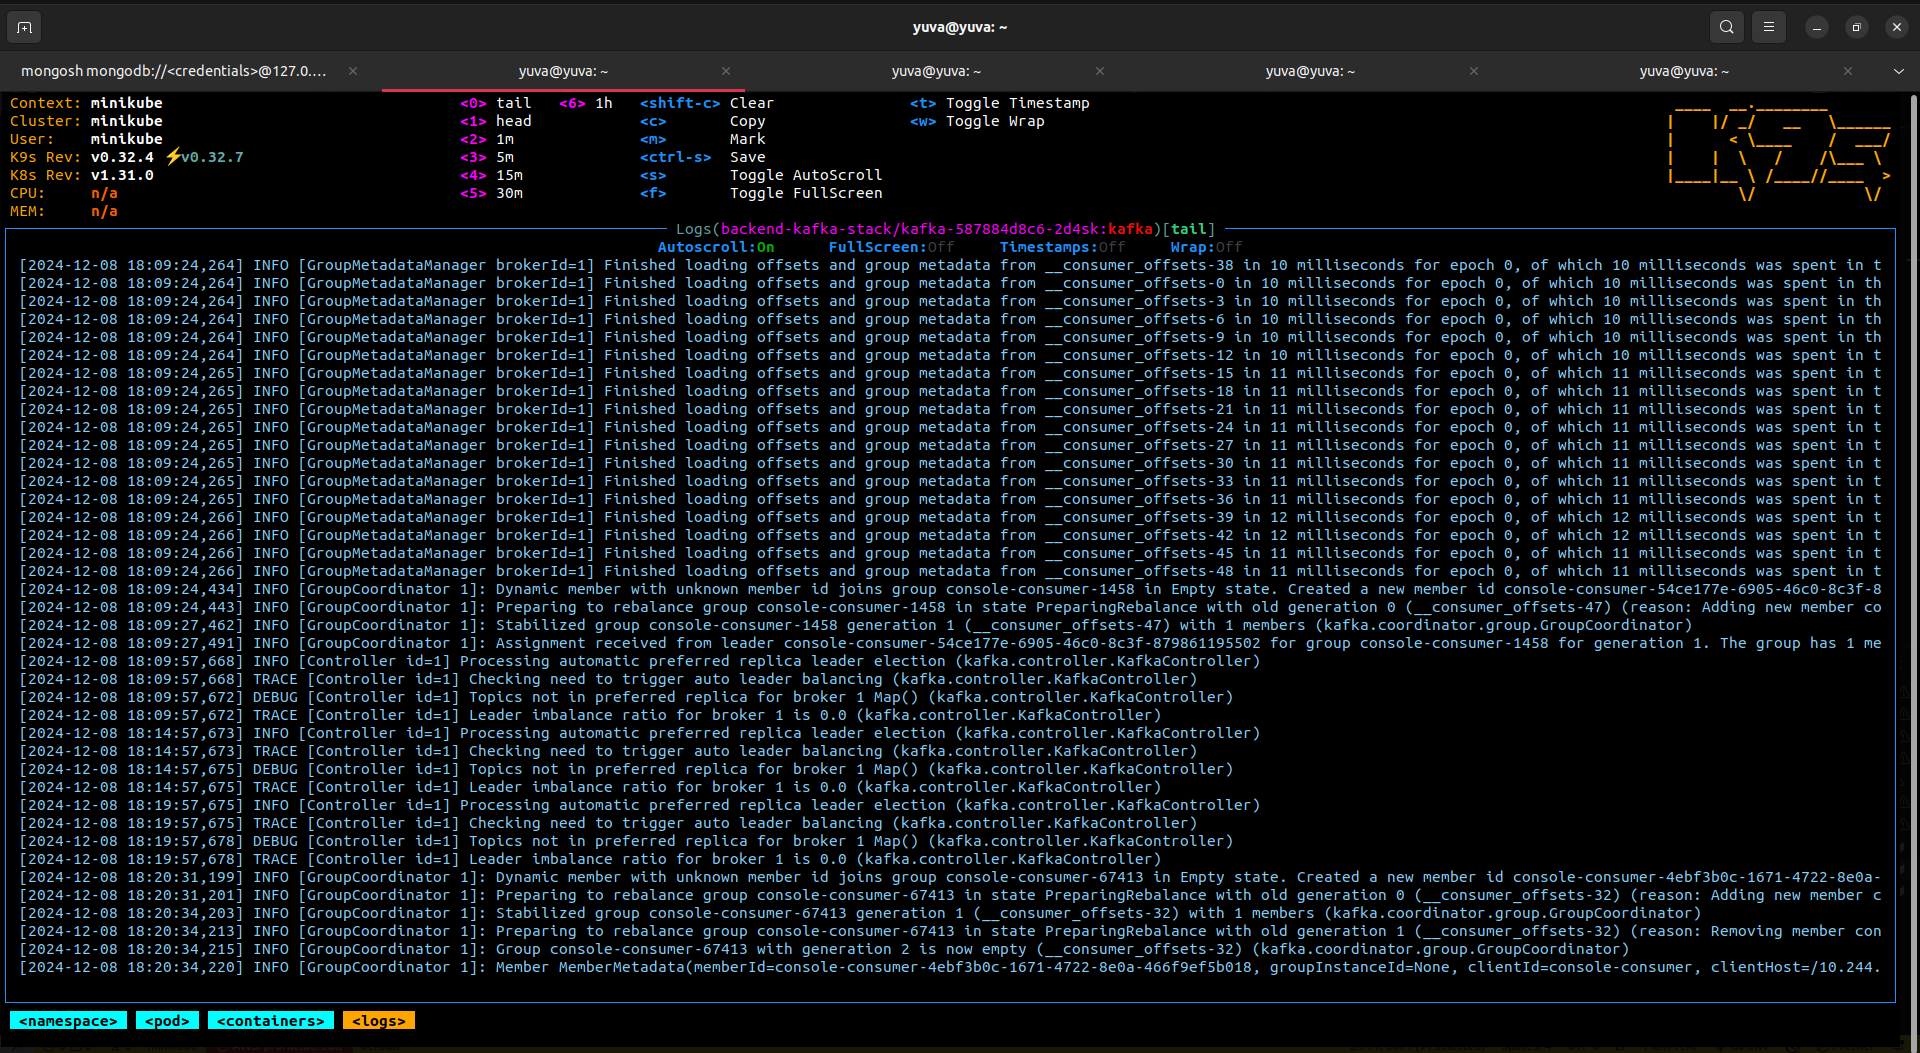 yuva@yuva: ~
mongosh mongodb://<credentials>@127.0.... yuva@yuva: ~ yuva@yuva: ~ yuva@yuva: ~ yuva@yuva: ~
Context: minikube <0> tail <6> 1h <shift-c> Clear <t> Toggle Timestamp
Cluster: minikube <1> head <c> Copy <w> Toggle Wrap
User: minikube <2> 1m <m> Mark
K9s Rev: v0.32.4 ⚡v0.32.7 <3> 5m <ctrl-s> Save
K8s Rev: v1.31.0 <4> 15m <s> Toggle AutoScroll
CPU: n/a <5> 30m <f> Toggle FullScreen
MEM: n/a
Logs(backend-kafka-stack/kafka-587884d8c6-2d4sk:kafka)[tail]
Autoscroll:On FullScreen:Off Timestamps:Off Wrap:Off
[2024-12-08 18:09:24,264] INFO [GroupMetadataManager brokerId=1] Finished loading offsets and group metadata from __consumer_offsets-38 in 10 milliseconds for epoch 0, of which 10 milliseconds was spent in t
[2024-12-08 18:09:24,264] INFO [GroupMetadataManager brokerId=1] Finished loading offsets and group metadata from __consumer_offsets-0 in 10 milliseconds for epoch 0, of which 10 milliseconds was spent in th
[2024-12-08 18:09:24,264] INFO [GroupMetadataManager brokerId=1] Finished loading offsets and group metadata from __consumer_offsets-3 in 10 milliseconds for epoch 0, of which 10 milliseconds was spent in th
[2024-12-08 18:09:24,264] INFO [GroupMetadataManager brokerId=1] Finished loading offsets and group metadata from __consumer_offsets-6 in 10 milliseconds for epoch 0, of which 10 milliseconds was spent in th
[2024-12-08 18:09:24,264] INFO [GroupMetadataManager brokerId=1] Finished loading offsets and group metadata from __consumer_offsets-9 in 10 milliseconds for epoch 0, of which 10 milliseconds was spent in th
[2024-12-08 18:09:24,264] INFO [GroupMetadataManager brokerId=1] Finished loading offsets and group metadata from __consumer_offsets-12 in 10 milliseconds for epoch 0, of which 10 milliseconds was spent in t
[2024-12-08 18:09:24,265] INFO [GroupMetadataManager brokerId=1] Finished loading offsets and group metadata from __consumer_offsets-15 in 11 milliseconds for epoch 0, of which 11 milliseconds was spent in t
[2024-12-08 18:09:24,265] INFO [GroupMetadataManager brokerId=1] Finished loading offsets and group metadata from __consumer_offsets-18 in 11 milliseconds for epoch 0, of which 11 milliseconds was spent in t
[2024-12-08 18:09:24,265] INFO [GroupMetadataManager brokerId=1] Finished loading offsets and group metadata from __consumer_offsets-21 in 11 milliseconds for epoch 0, of which 11 milliseconds was spent in t
[2024-12-08 18:09:24,265] INFO [GroupMetadataManager brokerId=1] Finished loading offsets and group metadata from __consumer_offsets-24 in 11 milliseconds for epoch 0, of which 11 milliseconds was spent in t
[2024-12-08 18:09:24,265] INFO [GroupMetadataManager brokerId=1] Finished loading offsets and group metadata from __consumer_offsets-27 in 11 milliseconds for epoch 0, of which 11 milliseconds was spent in t
[2024-12-08 18:09:24,265] INFO [GroupMetadataManager brokerId=1] Finished loading offsets and group metadata from __consumer_offsets-30 in 11 milliseconds for epoch 0, of which 11 milliseconds was spent in t
[2024-12-08 18:09:24,265] INFO [GroupMetadataManager brokerId=1] Finished loading offsets and group metadata from __consumer_offsets-33 in 11 milliseconds for epoch 0, of which 11 milliseconds was spent in t
[2024-12-08 18:09:24,265] INFO [GroupMetadataManager brokerId=1] Finished loading offsets and group metadata from __consumer_offsets-36 in 11 milliseconds for epoch 0, of which 11 milliseconds was spent in t
[2024-12-08 18:09:24,266] INFO [GroupMetadataManager brokerId=1] Finished loading offsets and group metadata from __consumer_offsets-39 in 12 milliseconds for epoch 0, of which 12 milliseconds was spent in t
[2024-12-08 18:09:24,266] INFO [GroupMetadataManager brokerId=1] Finished loading offsets and group metadata from __consumer_offsets-42 in 12 milliseconds for epoch 0, of which 12 milliseconds was spent in t
[2024-12-08 18:09:24,266] INFO [GroupMetadataManager brokerId=1] Finished loading offsets and group metadata from __consumer_offsets-45 in 11 milliseconds for epoch 0, of which 11 milliseconds was spent in t
[2024-12-08 18:09:24,266] INFO [GroupMetadataManager brokerId=1] Finished loading offsets and group metadata from __consumer_offsets-48 in 11 milliseconds for epoch 0, of which 11 milliseconds was spent in t
[2024-12-08 18:09:24,434] INFO [GroupCoordinator 1]: Dynamic member with unknown member id joins group console-consumer-1458 in Empty state. Created a new member id console-consumer-54ce177e-6905-46c0-8c3f-8
[2024-12-08 18:09:24,443] INFO [GroupCoordinator 1]: Preparing to rebalance group console-consumer-1458 in state PreparingRebalance with old generation 0 (__consumer_offsets-47) (reason: Adding new member co
[2024-12-08 18:09:27,462] INFO [GroupCoordinator 1]: Stabilized group console-consumer-1458 generation 1 (__consumer_offsets-47) with 1 members (kafka.coordinator.group.GroupCoordinator)
[2024-12-08 18:09:27,491] INFO [GroupCoordinator 1]: Assignment received from leader console-consumer-54ce177e-6905-46c0-8c3f-879861195502 for group console-consumer-1458 for generation 1. The group has 1 me
[2024-12-08 18:09:57,668] INFO [Controller id=1] Processing automatic preferred replica leader election (kafka.controller.KafkaController)
[2024-12-08 18:09:57,668] TRACE [Controller id=1] Checking need to trigger auto leader balancing (kafka.controller.KafkaController)
[2024-12-08 18:09:57,672] DEBUG [Controller id=1] Topics not in preferred replica for broker 1 Map() (kafka.controller.KafkaController)
[2024-12-08 18:09:57,672] TRACE [Controller id=1] Leader imbalance ratio for broker 1 is 0.0 (kafka.controller.KafkaController)
[2024-12-08 18:14:57,673] INFO [Controller id=1] Processing automatic preferred replica leader election (kafka.controller.KafkaController)
[2024-12-08 18:14:57,673] TRACE [Controller id=1] Checking need to trigger auto leader balancing (kafka.controller.KafkaController)
[2024-12-08 18:14:57,675] DEBUG [Controller id=1] Topics not in preferred replica for broker 1 Map() (kafka.controller.KafkaController)
[2024-12-08 18:14:57,675] TRACE [Controller id=1] Leader imbalance ratio for broker 1 is 0.0 (kafka.controller.KafkaController)
[2024-12-08 18:19:57,675] INFO [Controller id=1] Processing automatic preferred replica leader election (kafka.controller.KafkaController)
[2024-12-08 18:19:57,675] TRACE [Controller id=1] Checking need to trigger auto leader balancing (kafka.controller.KafkaController)
[2024-12-08 18:19:57,678] DEBUG [Controller id=1] Topics not in preferred replica for broker 1 Map() (kafka.controller.KafkaController)
[2024-12-08 18:19:57,678] TRACE [Controller id=1] Leader imbalance ratio for broker 1 is 0.0 (kafka.controller.KafkaController)
[2024-12-08 18:20:31,199] INFO [GroupCoordinator 1]: Dynamic member with unknown member id joins group console-consumer-67413 in Empty state. Created a new member id console-consumer-4ebf3b0c-1671-4722-8e0a-
[2024-12-08 18:20:31,201] INFO [GroupCoordinator 1]: Preparing to rebalance group console-consumer-67413 in state PreparingRebalance with old generation 0 (__consumer_offsets-32) (reason: Adding new member c
[2024-12-08 18:20:34,203] INFO [GroupCoordinator 1]: Stabilized group console-consumer-67413 generation 1 (__consumer_offsets-32) with 1 members (kafka.coordinator.group.GroupCoordinator)
[2024-12-08 18:20:34,213] INFO [GroupCoordinator 1]: Preparing to rebalance group console-consumer-67413 in state PreparingRebalance with old generation 1 (__consumer_offsets-32) (reason: Removing member con
[2024-12-08 18:20:34,215] INFO [GroupCoordinator 1]: Group console-consumer-67413 with generation 2 is now empty (__consumer_offsets-32) (kafka.coordinator.group.GroupCoordinator)
[2024-12-08 18:20:34,220] INFO [GroupCoordinator 1]: Member MemberMetadata(memberId=console-consumer-4ebf3b0c-1671-4722-8e0a-466f9ef5b018, groupInstanceId=None, clientId=console-consumer, clientHost=/10.244.
<namespace> <pod> <containers> <logs>